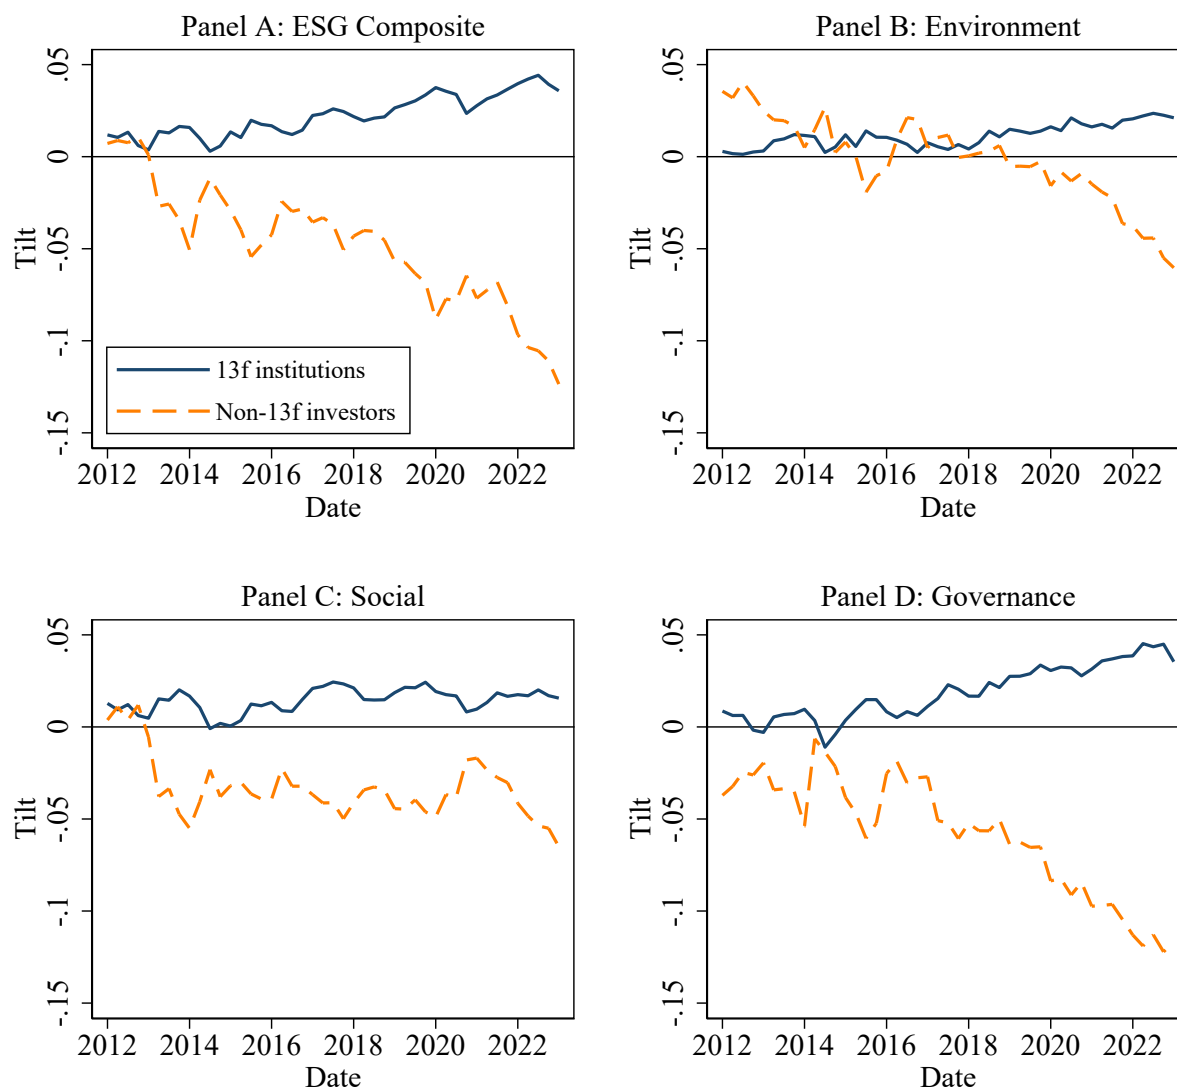 Panel A: ESG Composite
.05
0
-.05
-.1
-.15
Tilt
13f institutions
Non-13f investors
2012 2014 2016 2018 2020 2022
Date
Panel B: Environment
.05
0
-.05
-.1
-.15
Tilt
2012 2014 2016 2018 2020 2022
Date
Panel C: Social
.05
0
-.05
-.1
-.15
Tilt
2012 2014 2016 2018 2020 2022
Date
Panel D: Governance
.05
0
-.05
-.1
-.15
Tilt
2012 2014 2016 2018 2020 2022
Date